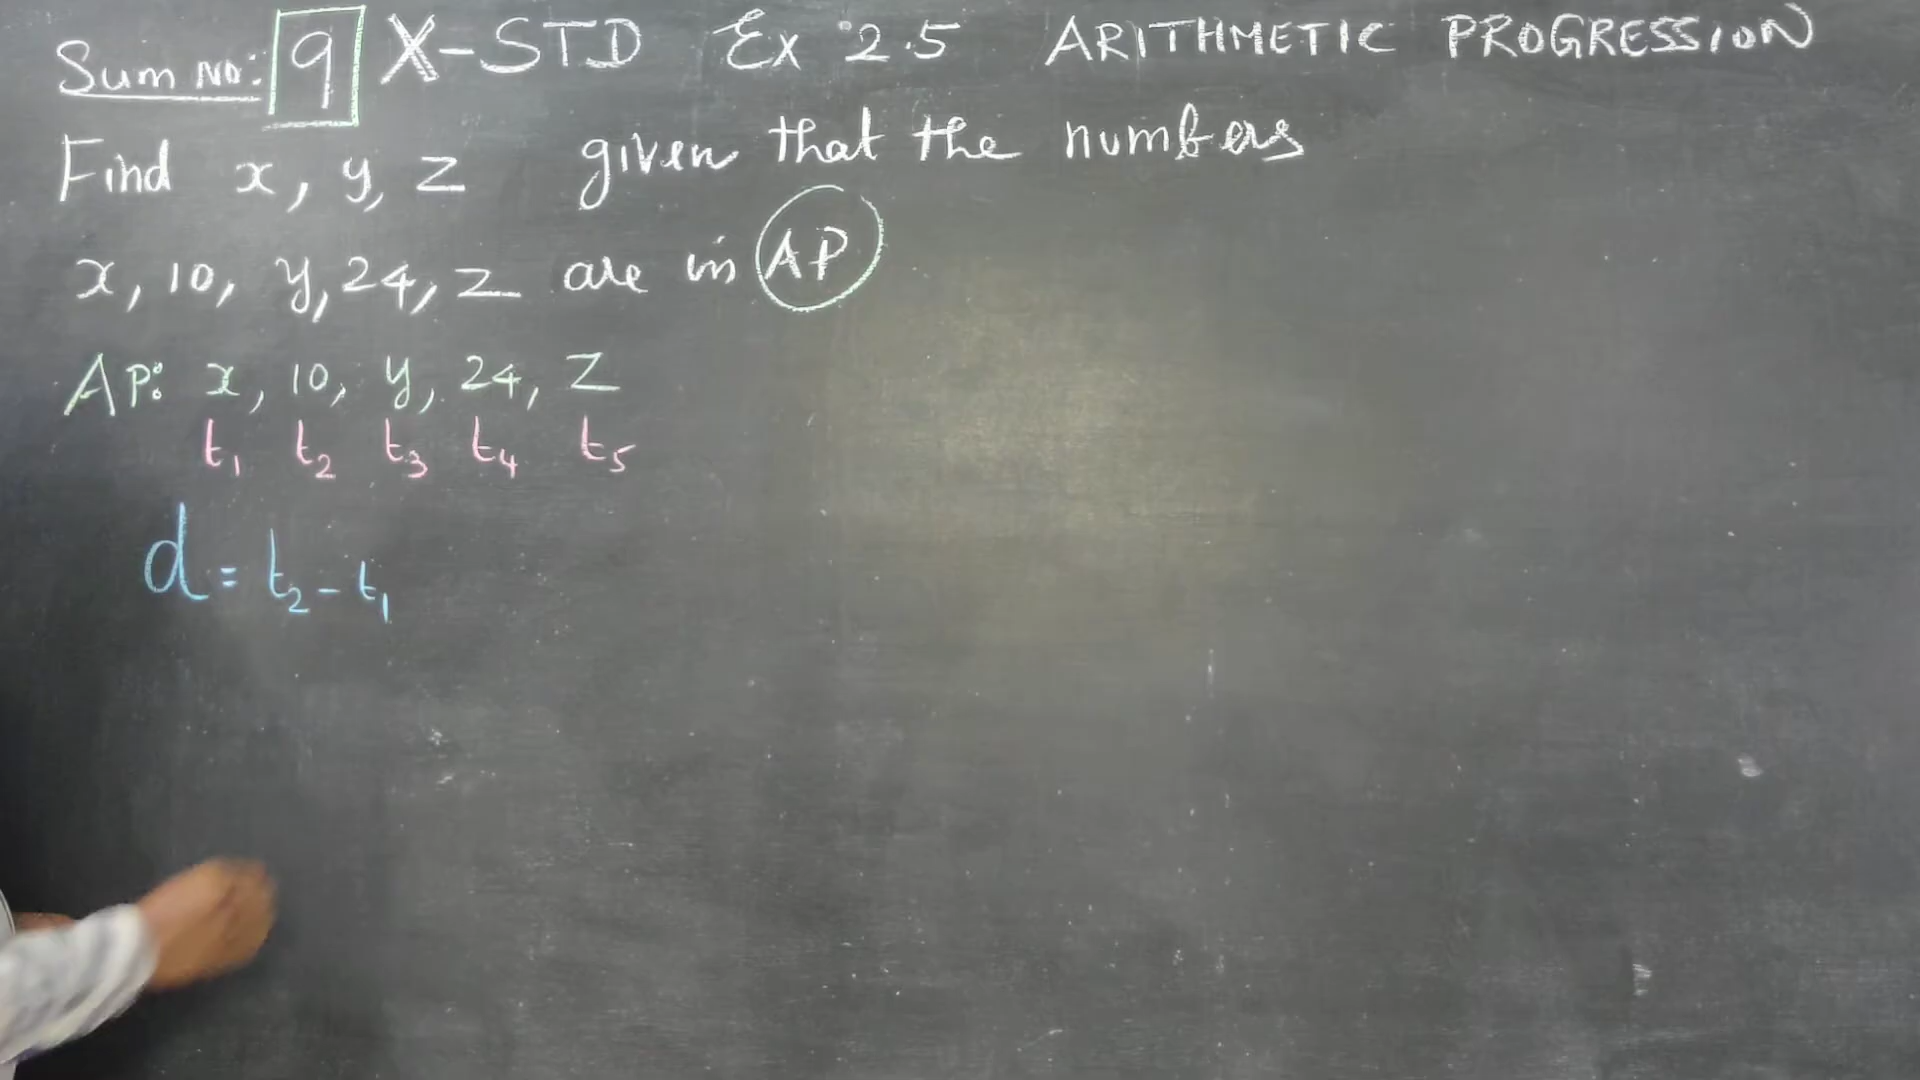 Sum No: 9 X-STD Ex 2.5 ARITHMETIC PROGRESSION
Find x, y, z given that the numbers
x, 10, y, 24, z are in AP
AP: x, 10, y, 24, z
t₁ t₂ t₃ t₄ t₅
d = t₂ - t₁